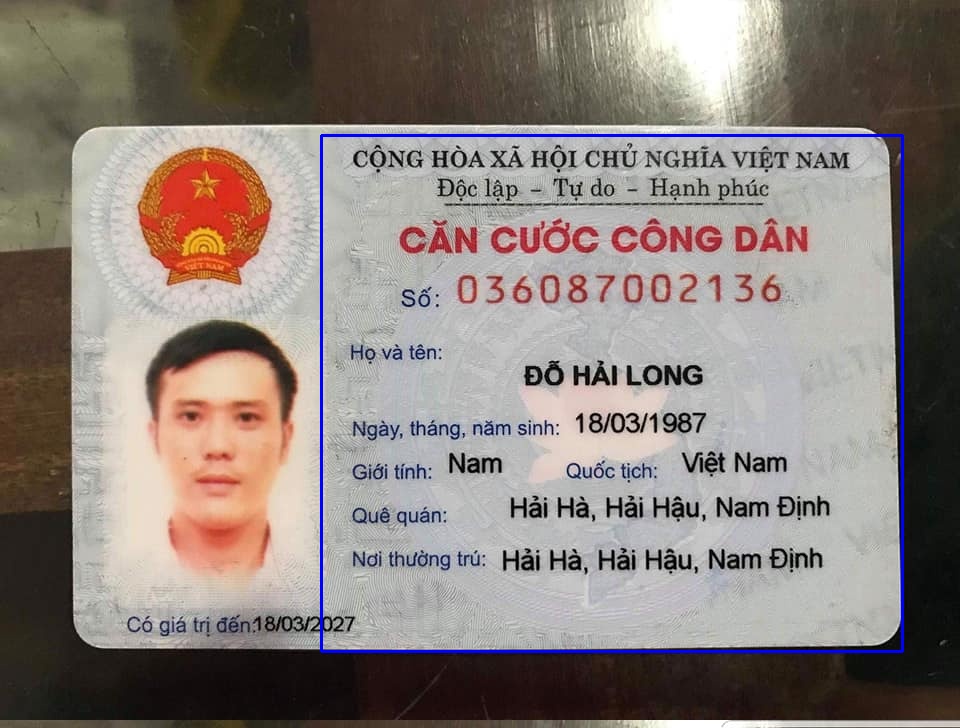 CỘNG HÒA XÃ HỘI CHỦ NGHĨA VIỆT NAM
Độc lập – Tự do – Hạnh phúc
CĂN CƯỚC CÔNG DÂN
Số: 036087002136
Họ và tên:
ĐỖ HẢI LONG
Ngày, tháng, năm sinh: 18/03/1987
Giới tính: Nam Quốc tịch: Việt Nam
Quê quán: Hải Hà, Hải Hậu, Nam Định
Nơi thường trú: Hải Hà, Hải Hậu, Nam Định
Có giá trị đến: 18/03/2027
VIỆT NAM